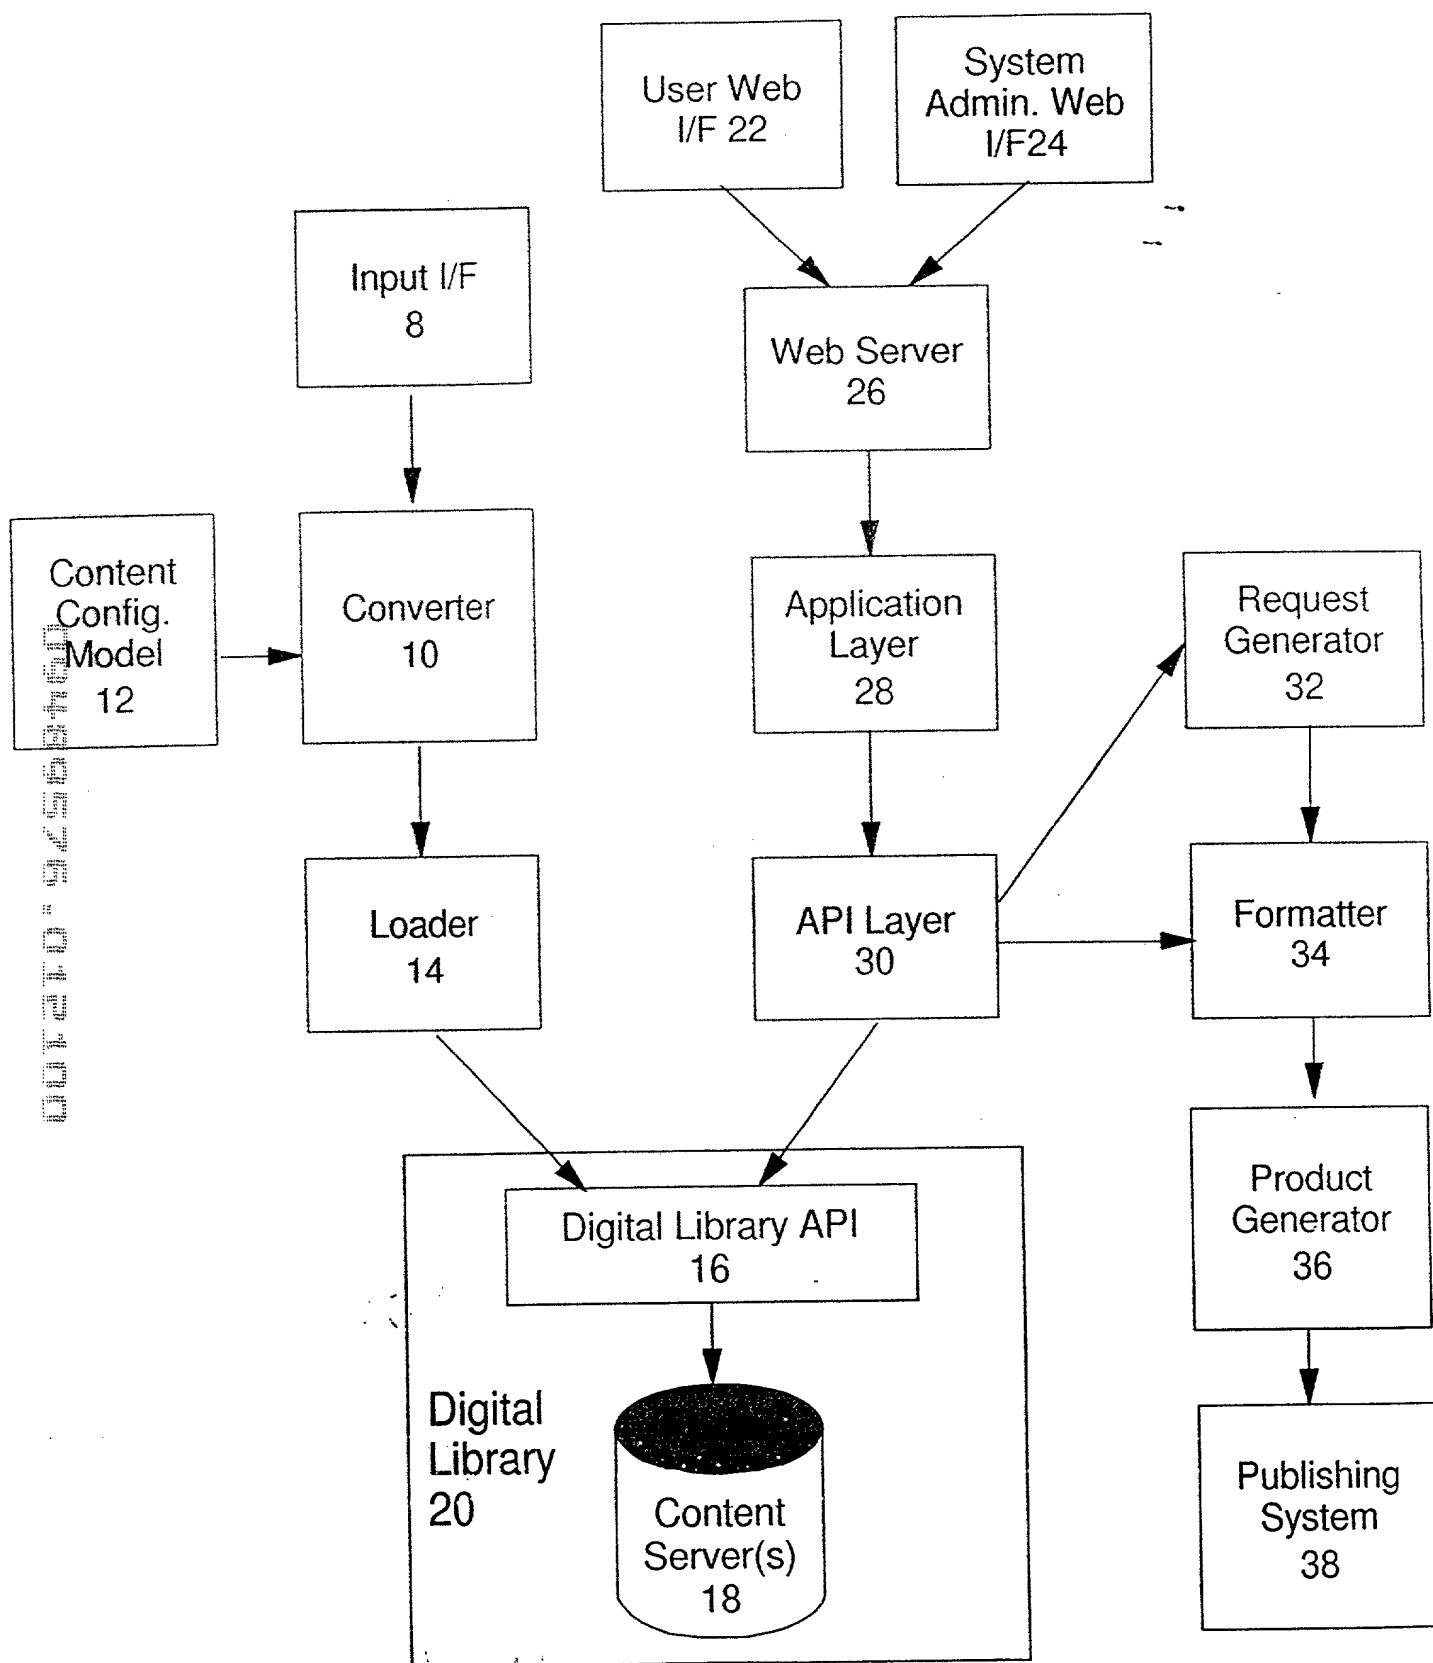 User Web
I/F 22
System
Admin. Web
I/F24
Input I/F
8
Web Server
26
Content
Config.
Model
12
Converter
10
Application
Layer
28
Request
Generator
32
Loader
14
API Layer
30
Formatter
34
Digital Library API
16
Product
Generator
36
Digital
Library
20
Content
Server(s)
18
Publishing
System
38